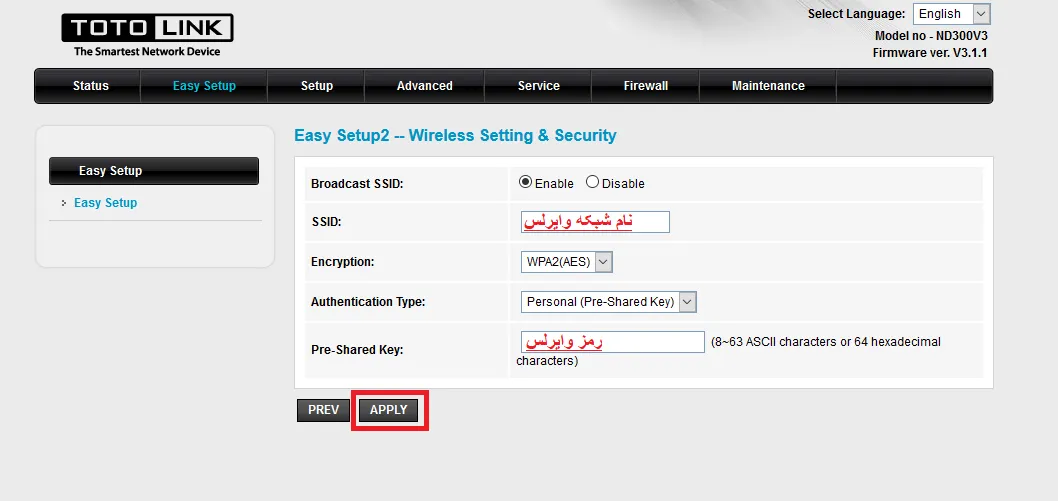 TOTO LINK
The Smartest Network Device
Select Language: English
Model no - ND300V3
Firmware ver. V3.1.1
Status Easy Setup Setup Advanced Service Firewall Maintenance
Easy Setup
Easy Setup
Easy Setup2 -- Wireless Setting & Security
Broadcast SSID: Enable Disable
SSID: نام شبکه وایرلس
Encryption: WPA2(AES)
Authentication Type: Personal (Pre-Shared Key)
Pre-Shared Key: رمز وایرلس (8~63 ASCII characters or 64 hexadecimal
characters)
PREV APPLY